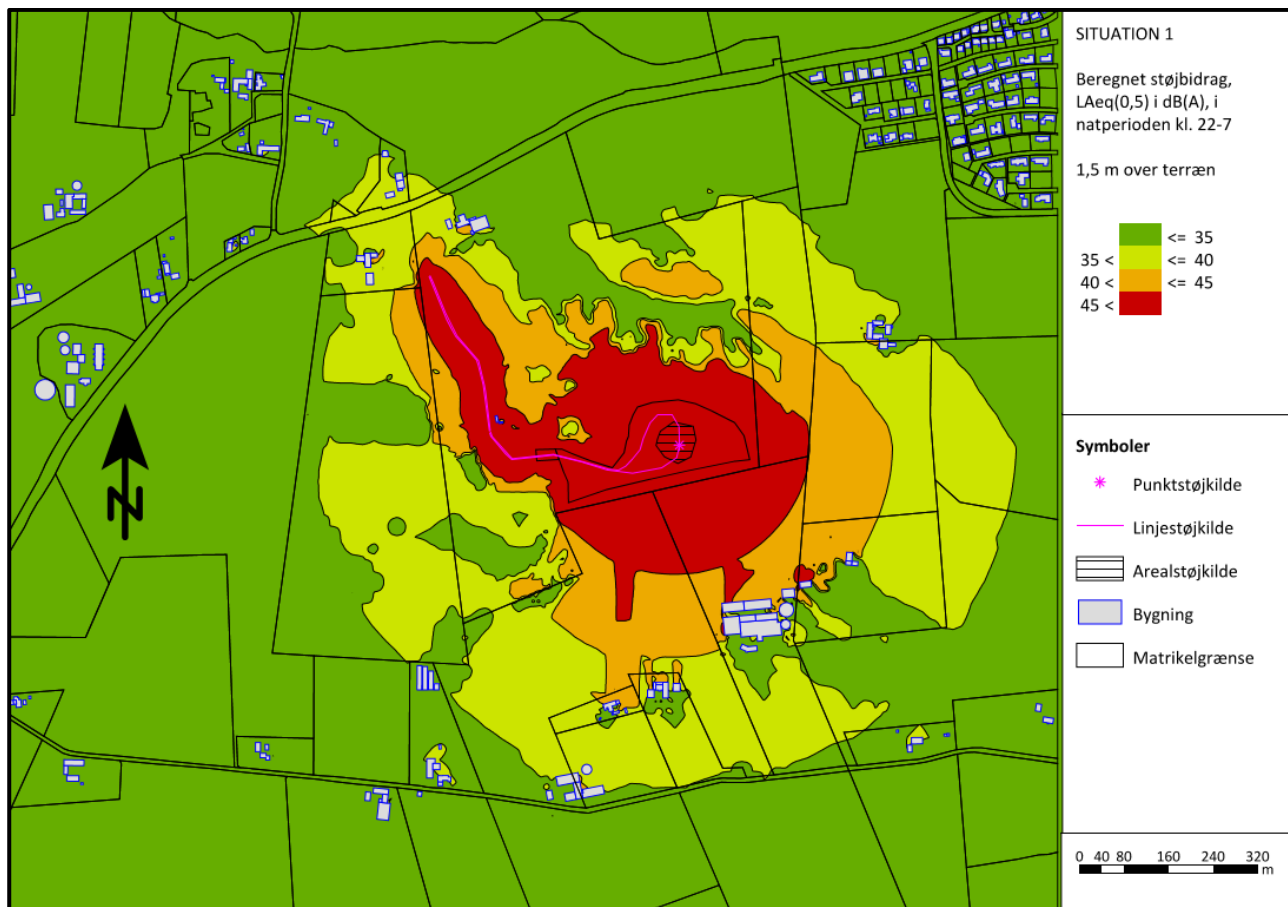 SITUATION 1
Beregnet støjbidrag,
LAeq(0,5) i dB(A), i
natperioden kl. 22-7
1,5 m over terræn
<= 35
35 < <= 40
40 < <= 45
45 <
N
Symboler
Punktstøjkilde
Linjestøjkilde
Arealstøjkilde
Bygning
Matrikelgrænse
0 40 80 160 240 320
m